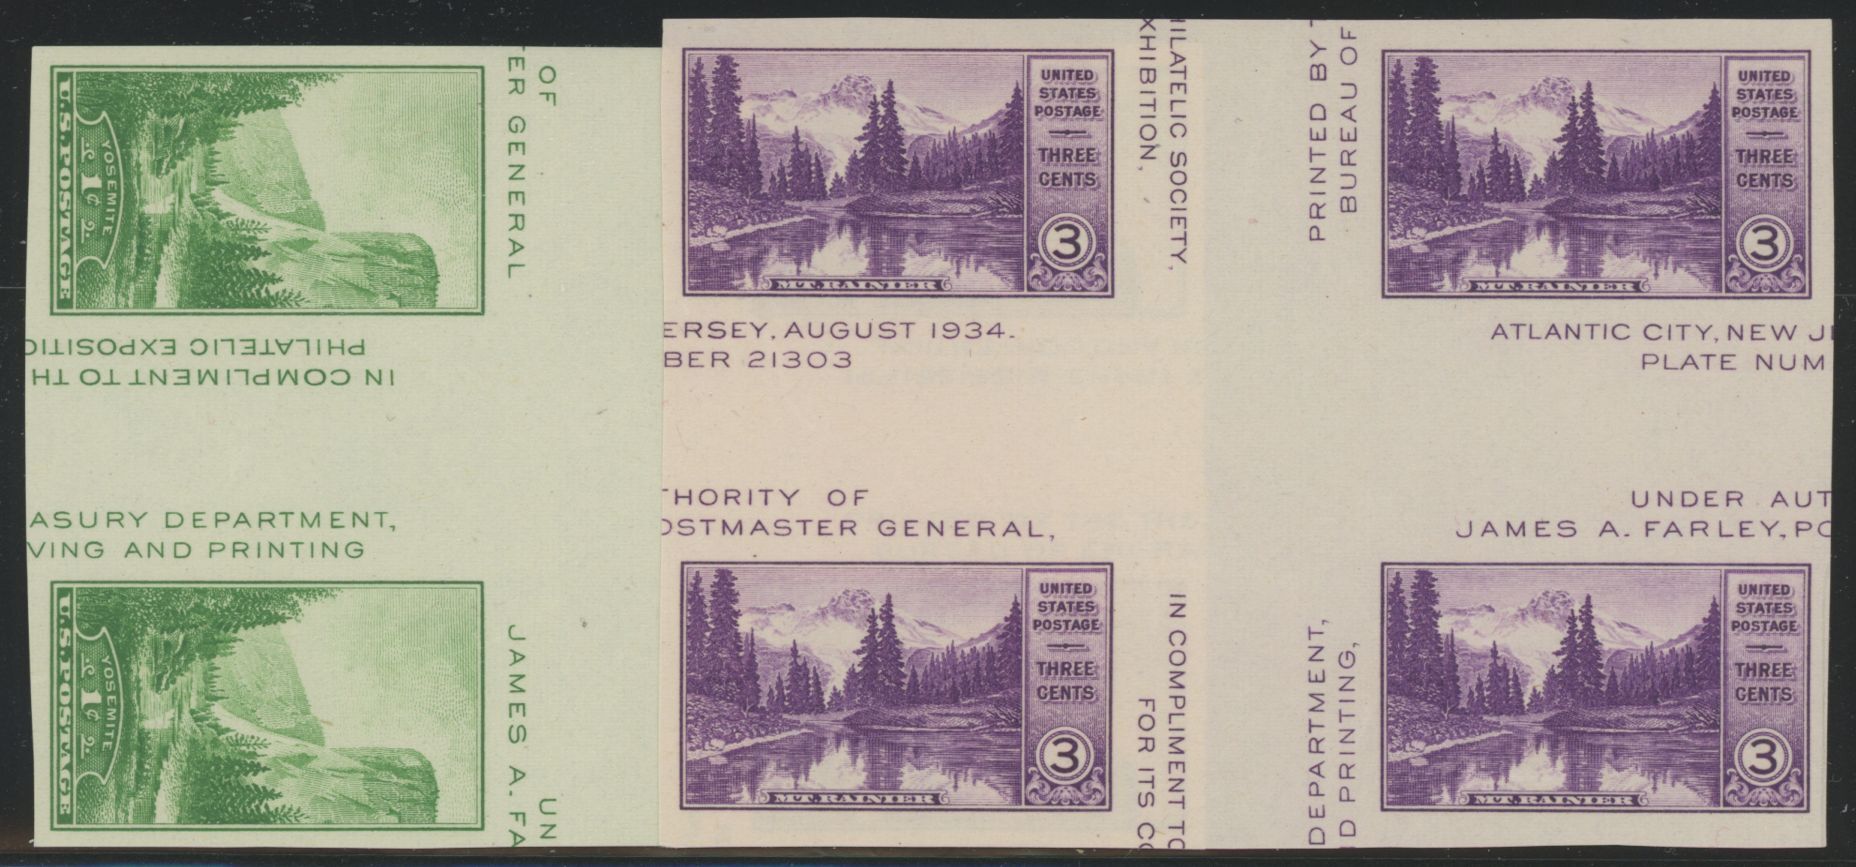 OF
ER GENERAL
U.S. POSTAGE
YOSEMITE
1¢
PHILATELIC EXPOSITIO
IN COMPLIMENT TO TH
ASURY DEPARTMENT,
VING AND PRINTING
U.S. POSTAGE
YOSEMITE
1¢
UN
JAMES A. FA
UNITED
STATES
POSTAGE
THREE
CENTS
3
MT. RAINIER
HILATELIC SOCIETY,
XHIBITION,
ERSEY, AUGUST 1934.
BER 21303
THORITY OF
OSTMASTER GENERAL,
UNITED
STATES
POSTAGE
THREE
CENTS
3
MT. RAINIER
IN COMPLIMENT TO
FOR ITS CO
PRINTED BY T
BUREAU OF
UNITED
STATES
POSTAGE
THREE
CENTS
3
MT. RAINIER
ATLANTIC CITY, NEW JE
PLATE NUM
UNDER AUT
JAMES A. FARLEY, PO
DEPARTMENT,
D PRINTING,
UNITED
STATES
POSTAGE
THREE
CENTS
3
MT. RAINIER